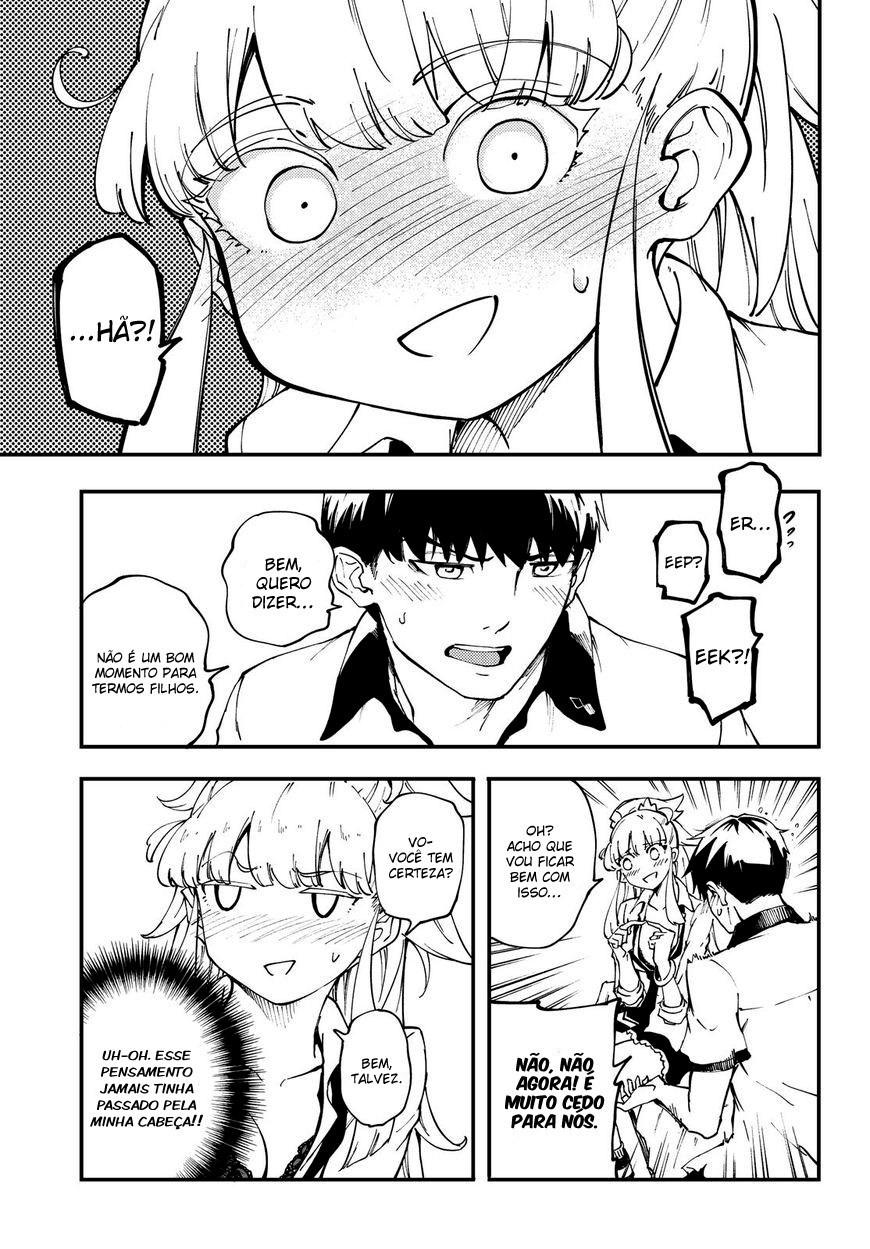 ...HÃ?!
ER...
EEP?
EEK?!
BEM,
QUERO
DIZER...
NÃO É UM BOM
MOMENTO PARA
TERMOS FILHOS.
OH?
ACHO QUE
VOU FICAR
BEM COM
ISSO...
NÃO, NÃO
AGORA! É
MUITO CEDO
PARA NÓS.
VO-
VOCÊ TEM
CERTEZA?
BEM,
TALVEZ.
UH-OH. ESSE
PENSAMENTO
JAMAIS TINHA
PASSADO PELA
MINHA CABEÇA!!